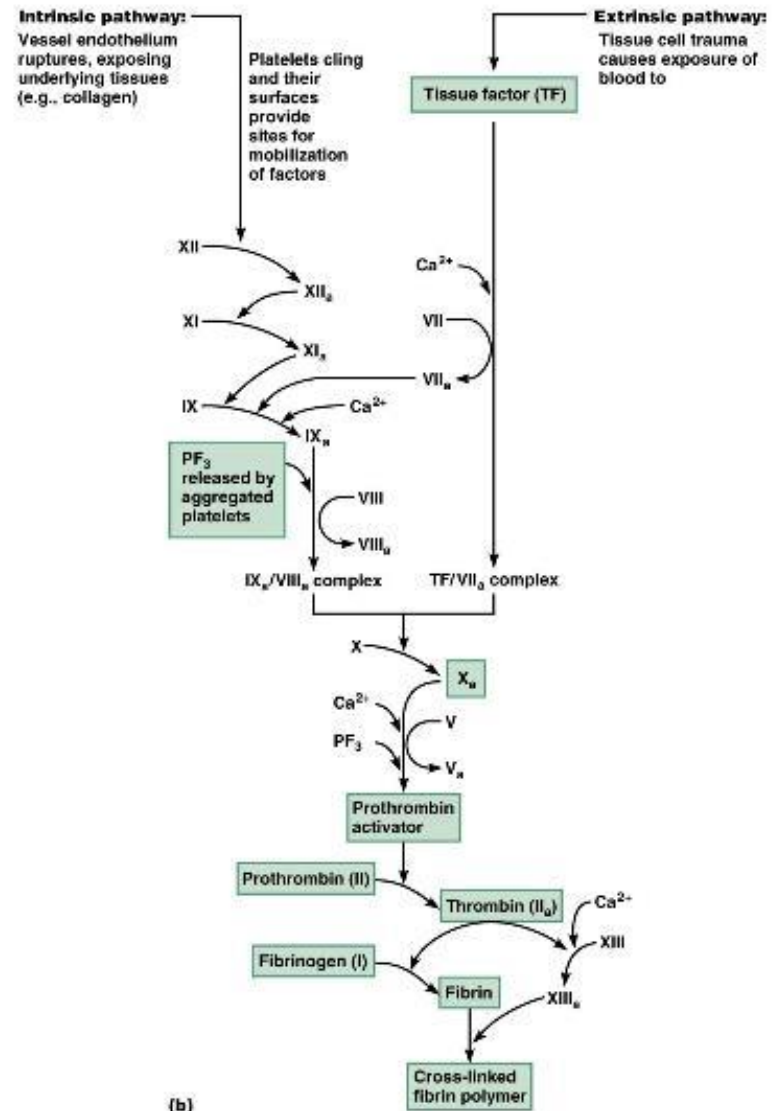 Intrinsic pathway:
Vessel endothelium
ruptures, exposing
underlying tissues
(e.g., collagen)
Platelets cling
and their
surfaces
provide
sites for
mobilization
of factors
Extrinsic pathway:
Tissue cell trauma
causes exposure of
blood to
Tissue factor (TF)
XII
XIIa
XI
XIa
IX
Ca2+
IXa
Ca2+
VII
VIIa
PF3
released by
aggregated
platelets
VIII
VIIIa
IXa/VIIIa complex
TF/VIIa complex
X
Xa
Ca2+
PF3
V
Va
Prothrombin
activator
Prothrombin (II)
Thrombin (IIa)
Ca2+
XIII
Fibrinogen (I)
Fibrin
XIIIa
Cross-linked
fibrin polymer
(b)